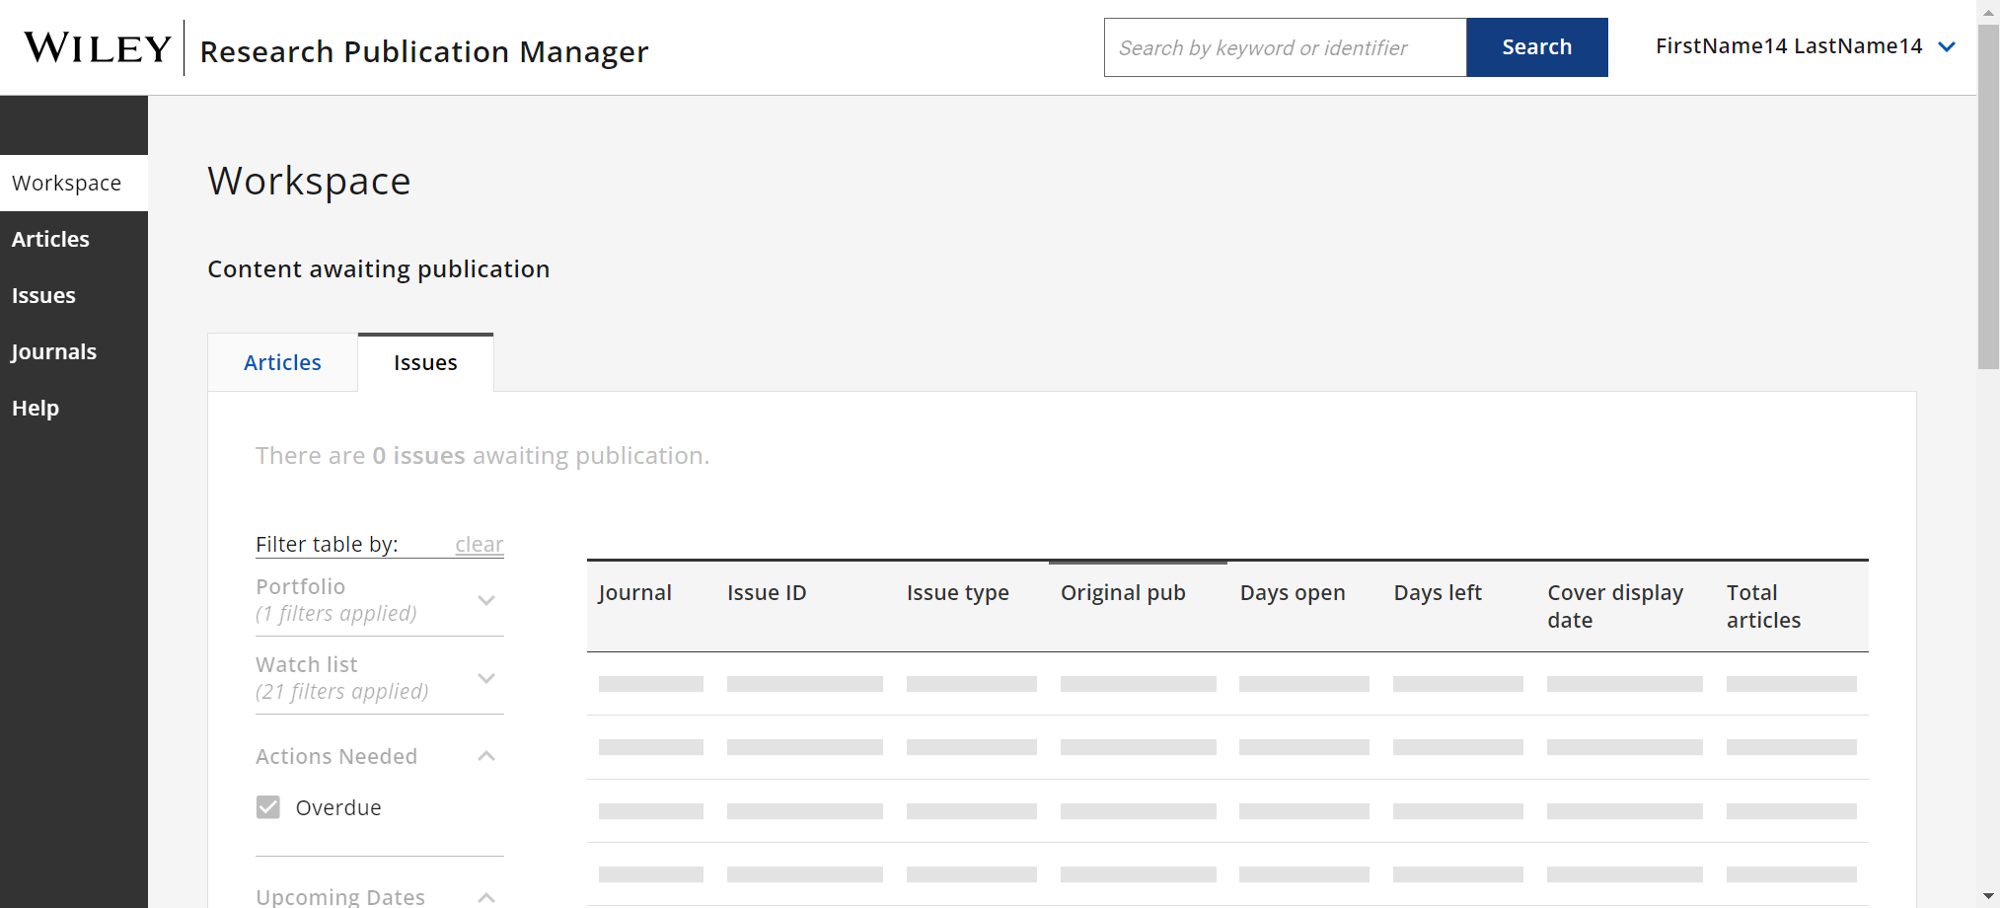 WILEY Research Publication Manager
Search by keyword or identifier
Search
FirstName14 LastName14
Workspace
Articles
Issues
Journals
Help
Workspace
Content awaiting publication
Articles
Issues
There are 0 issues awaiting publication.
Filter table by:
clear
Portfolio
(1 filters applied)
Watch list
(21 filters applied)
Actions Needed
Overdue
Upcoming Dates
Journal
Issue ID
Issue type
Original pub
Days open
Days left
Cover display
date
Total
articles